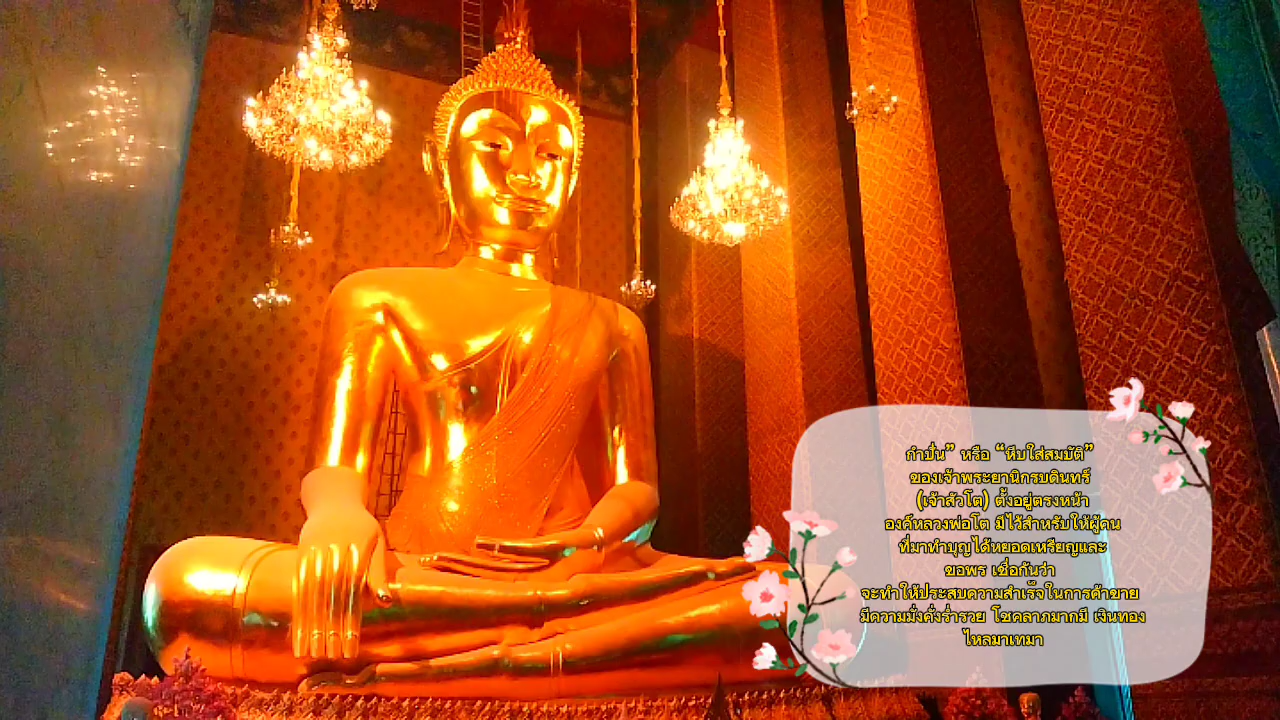 กำปั่น” หรือ “หีบใส่สมบัติ”
ของเจ้าพระยานิกรบดินทร์
(เจ้าสัวโต) ตั้งอยู่ตรงหน้า
องค์หลวงพ่อโต มีไว้สำหรับให้ผู้คน
ที่มาทำบุญได้หยอดเหรียญและ
ขอพร เชื่อกันว่า
จะทำให้ประสบความสำเร็จในการค้าขาย
มีความมั่งคั่งร่ำรวย โชคลาภมากมี เงินทอง
ไหลมาเทมา